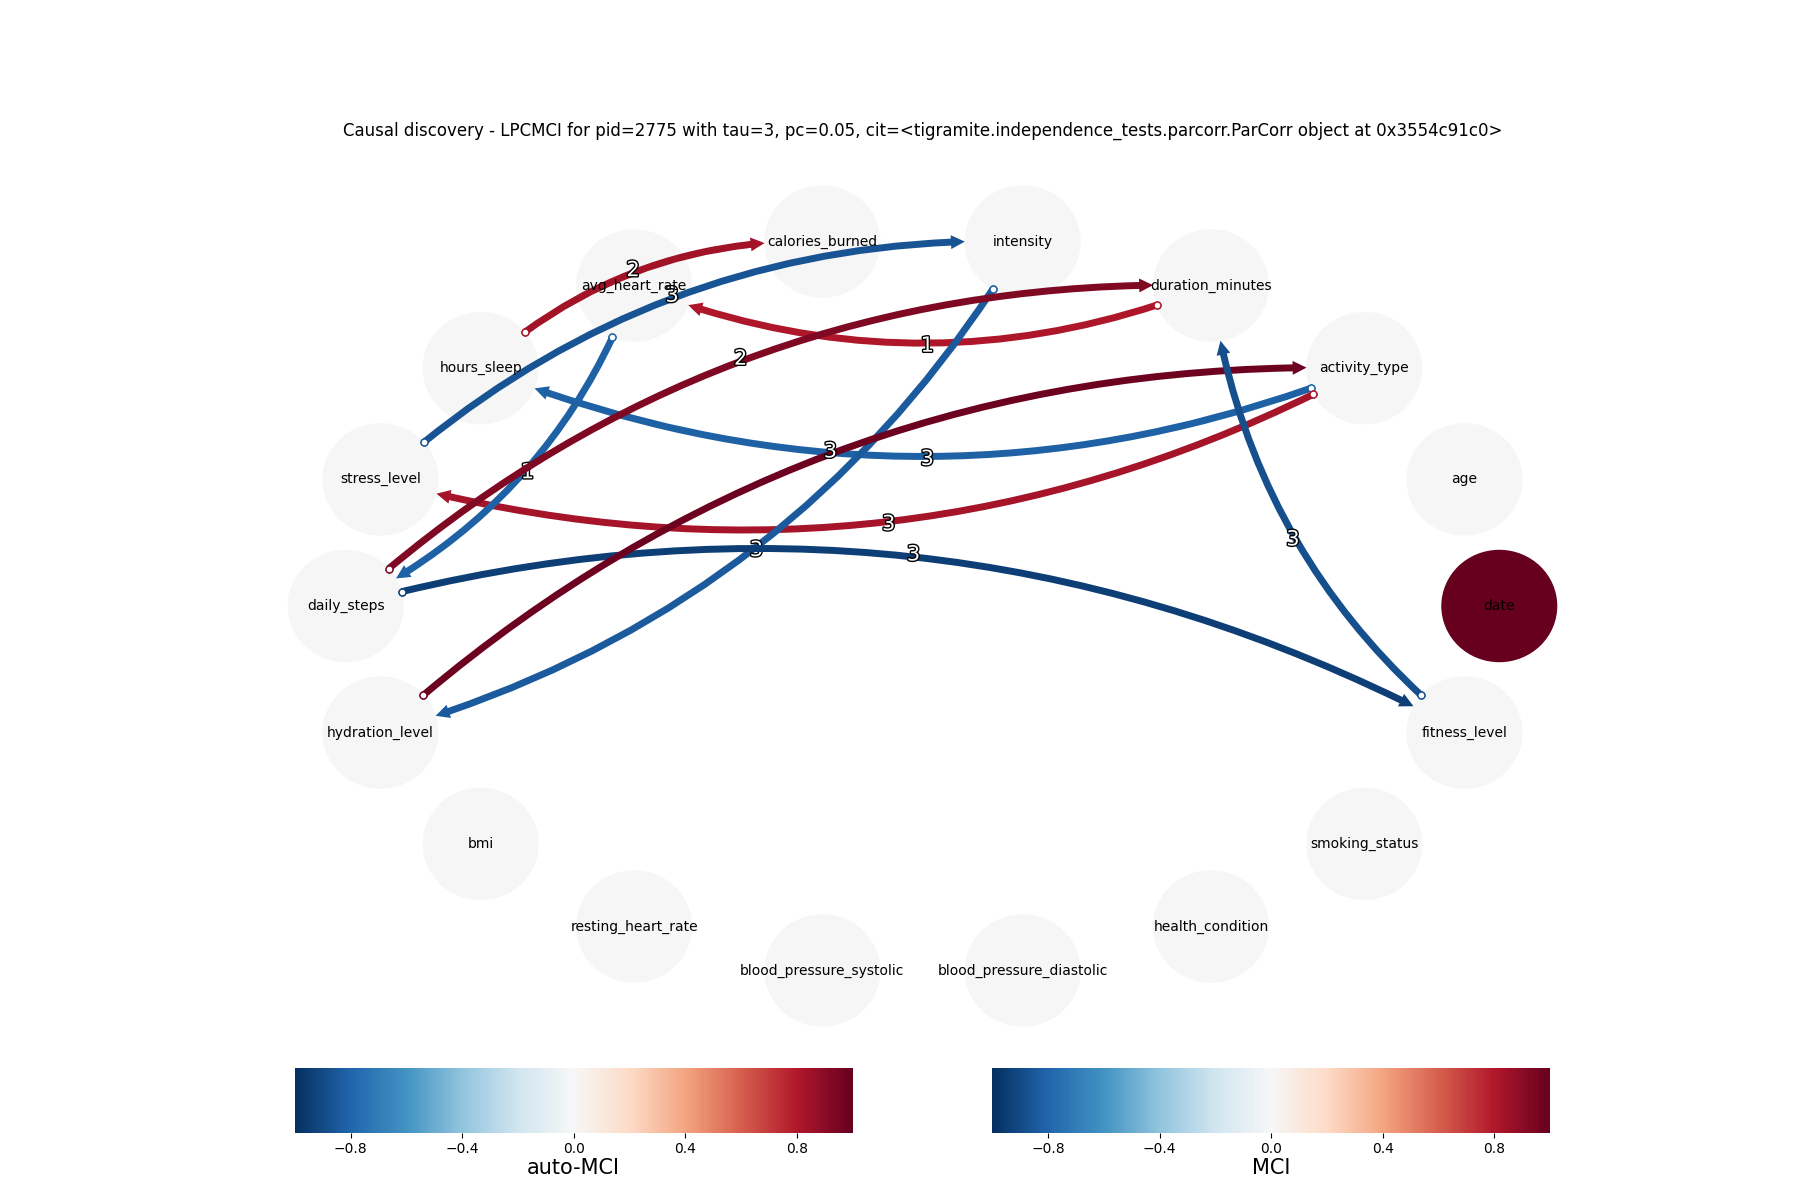 Causal discovery - LPCMCI for pid=2775 with tau=3, pc=0.05, cit=<tigramite.independence_tests.parcorr.ParCorr object at 0x3554c91c0>
calories_burned
intensity
2
avg_heart_rate
3
duration_minutes
1
2
hours_sleep
activity_type
3
3
1
stress_level
age
3
3
3
3
daily_steps
date
hydration_level
fitness_level
bmi
smoking_status
resting_heart_rate
health_condition
blood_pressure_systolic
blood_pressure_diastolic
−0.8 −0.4 0.0 0.4 0.8
auto-MCI
−0.8 −0.4 0.0 0.4 0.8
MCI